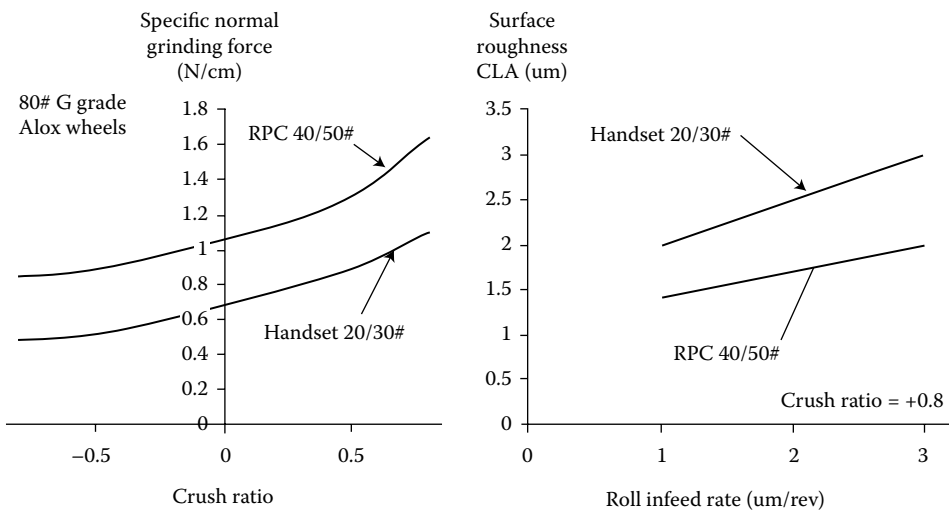 Specific normal
grinding force
(N/cm)
80# G grade
Alox wheels
1.8
1.6
1.4
1.2
1
0.8
0.6
0.4
0.2
0
RPC 40/50#
Handset 20/30#
–0.5
0
0.5
Crush ratio
Surface
roughness
CLA (um)
3.5
3
2.5
2
1.5
1
0.5
0
Handset 20/30#
RPC 40/50#
Crush ratio = +0.8
0
1
2
3
Roll infeed rate (um/rev)